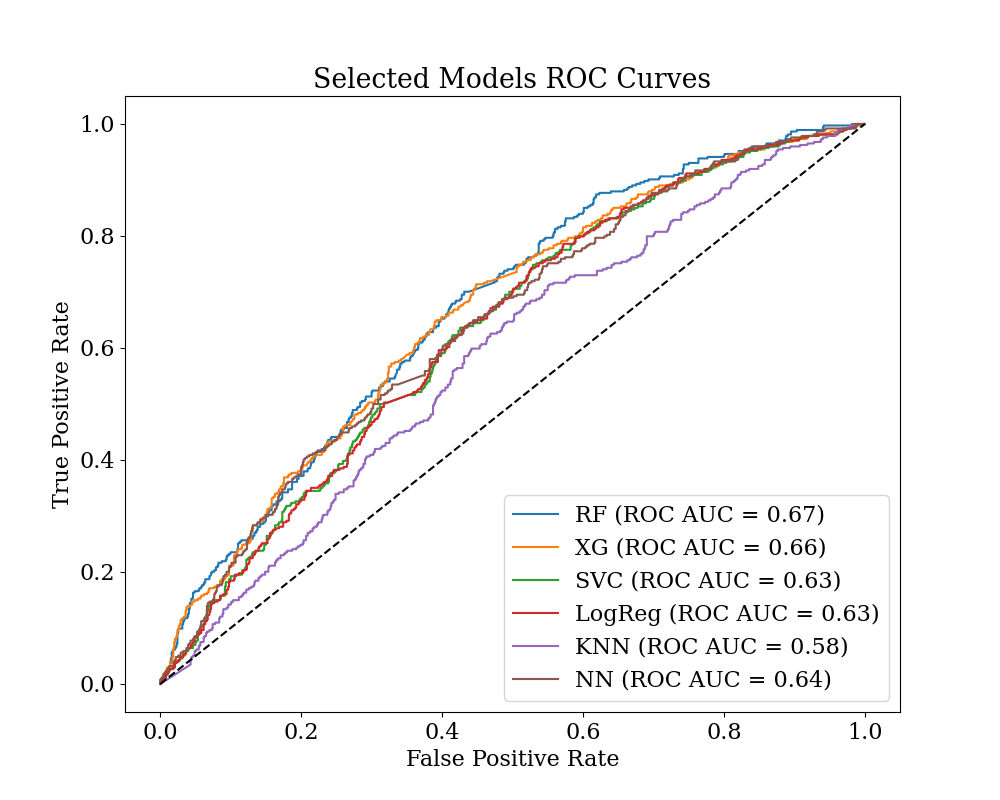 Selected Models ROC Curves
True Positive Rate
1.0
0.8
0.6
0.4
0.2
0.0
RF (ROC AUC = 0.67)
XG (ROC AUC = 0.66)
SVC (ROC AUC = 0.63)
LogReg (ROC AUC = 0.63)
KNN (ROC AUC = 0.58)
NN (ROC AUC = 0.64)
0.0 0.2 0.4 0.6 0.8 1.0
False Positive Rate